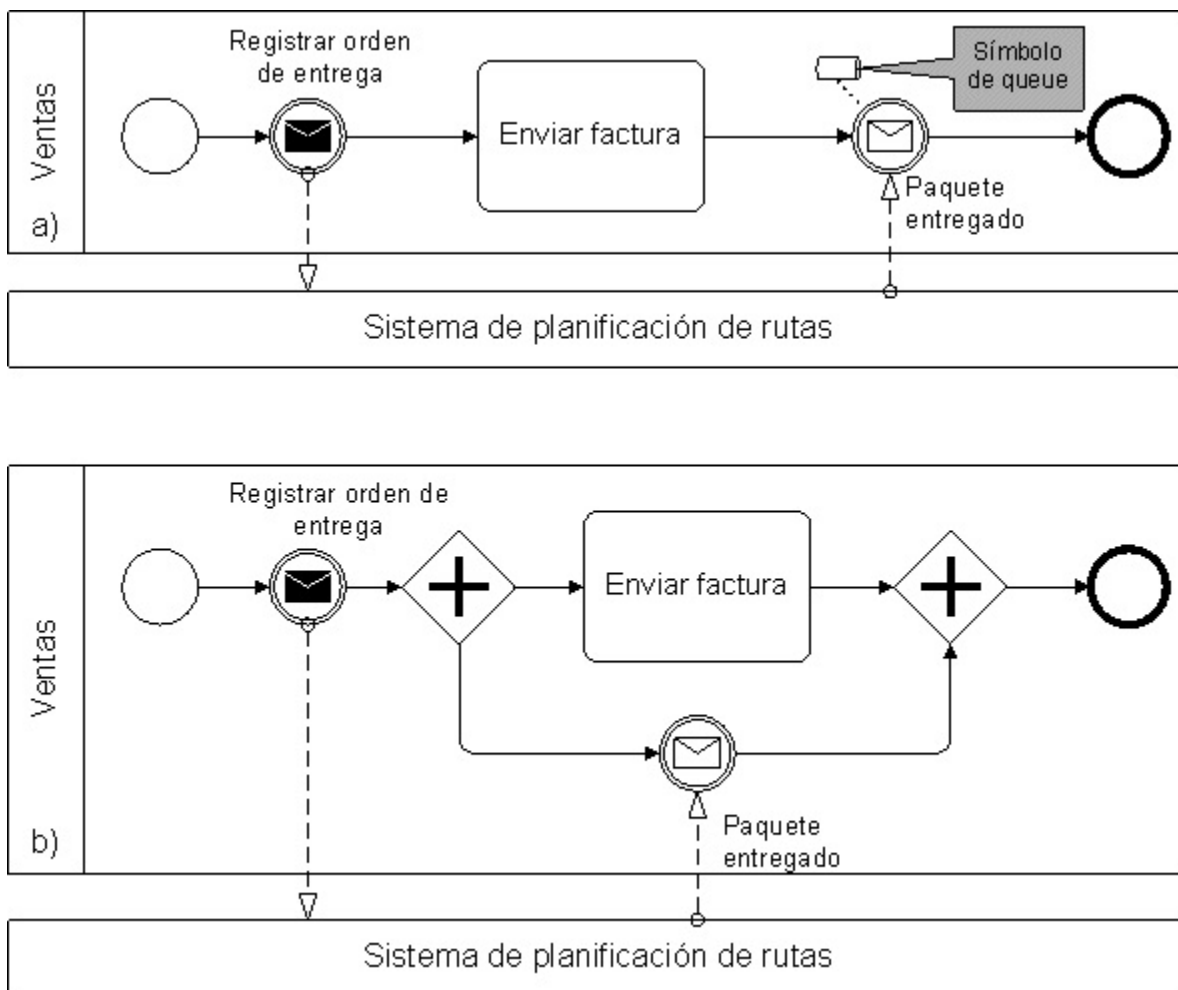 Ventas
a)
Registrar orden
de entrega
Enviar factura
Símbolo
de queue
Paquete
entregado
Sistema de planificación de rutas
Ventas
b)
Registrar orden de
entrega
Enviar factura
Paquete
entregado
Sistema de planificación de rutas